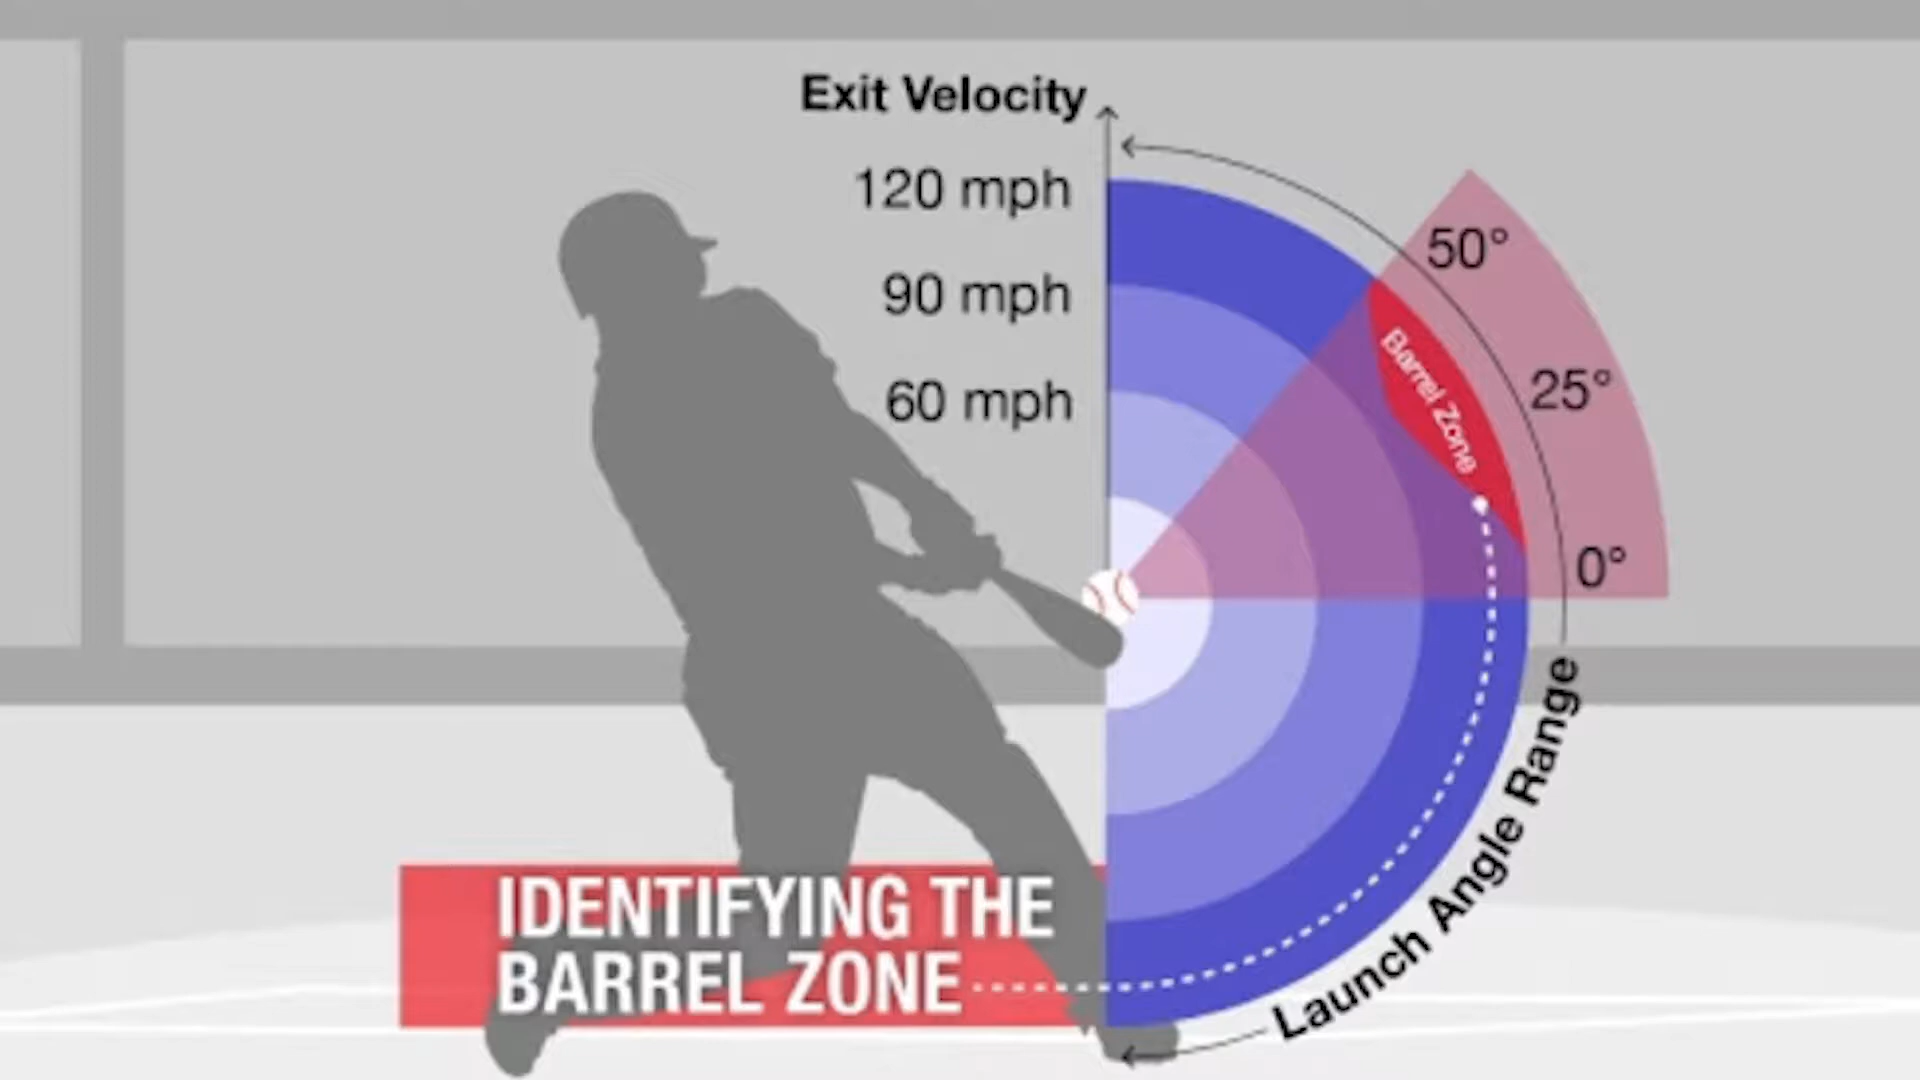 Exit Velocity
120 mph
90 mph
60 mph
50°
25°
0°
Barrel Zone
Launch Angle Range
IDENTIFYING THE
BARREL ZONE